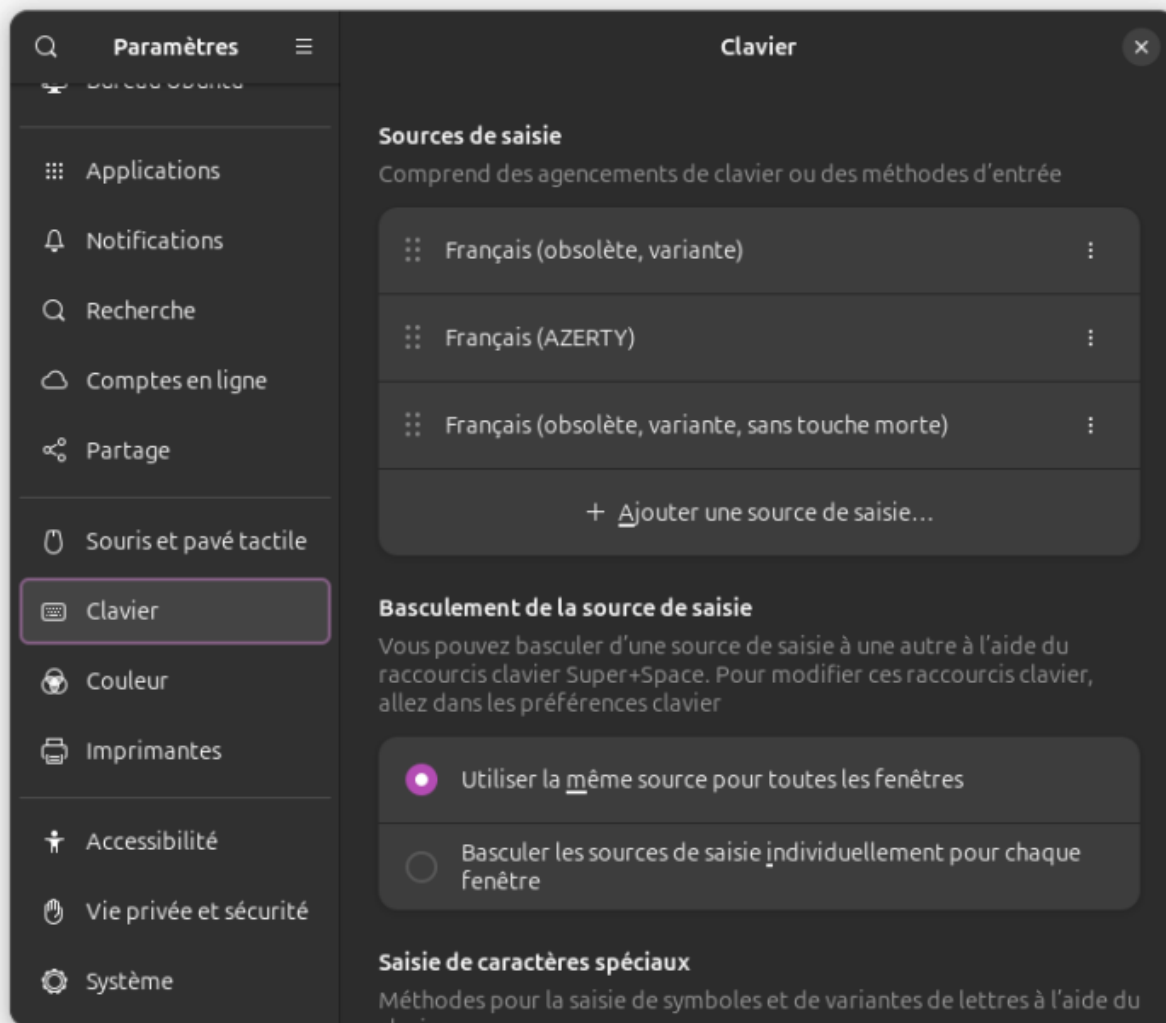 Paramètres
Clavier
Bureau Ubuntu
Applications
Notifications
Recherche
Comptes en ligne
Partage
Souris et pavé tactile
Clavier
Couleur
Imprimantes
Accessibilité
Vie privée et sécurité
Système
Sources de saisie
Comprend des agencements de clavier ou des méthodes d'entrée
Français (obsolète, variante)
Français (AZERTY)
Français (obsolète, variante, sans touche morte)
+ Ajouter une source de saisie…
Basculement de la source de saisie
Vous pouvez basculer d'une source de saisie à une autre à l'aide du
raccourcis clavier Super+Space. Pour modifier ces raccourcis clavier,
allez dans les préférences clavier
Utiliser la même source pour toutes les fenêtres
Basculer les sources de saisie individuellement pour chaque
fenêtre
Saisie de caractères spéciaux
Méthodes pour la saisie de symboles et de variantes de lettres à l'aide du